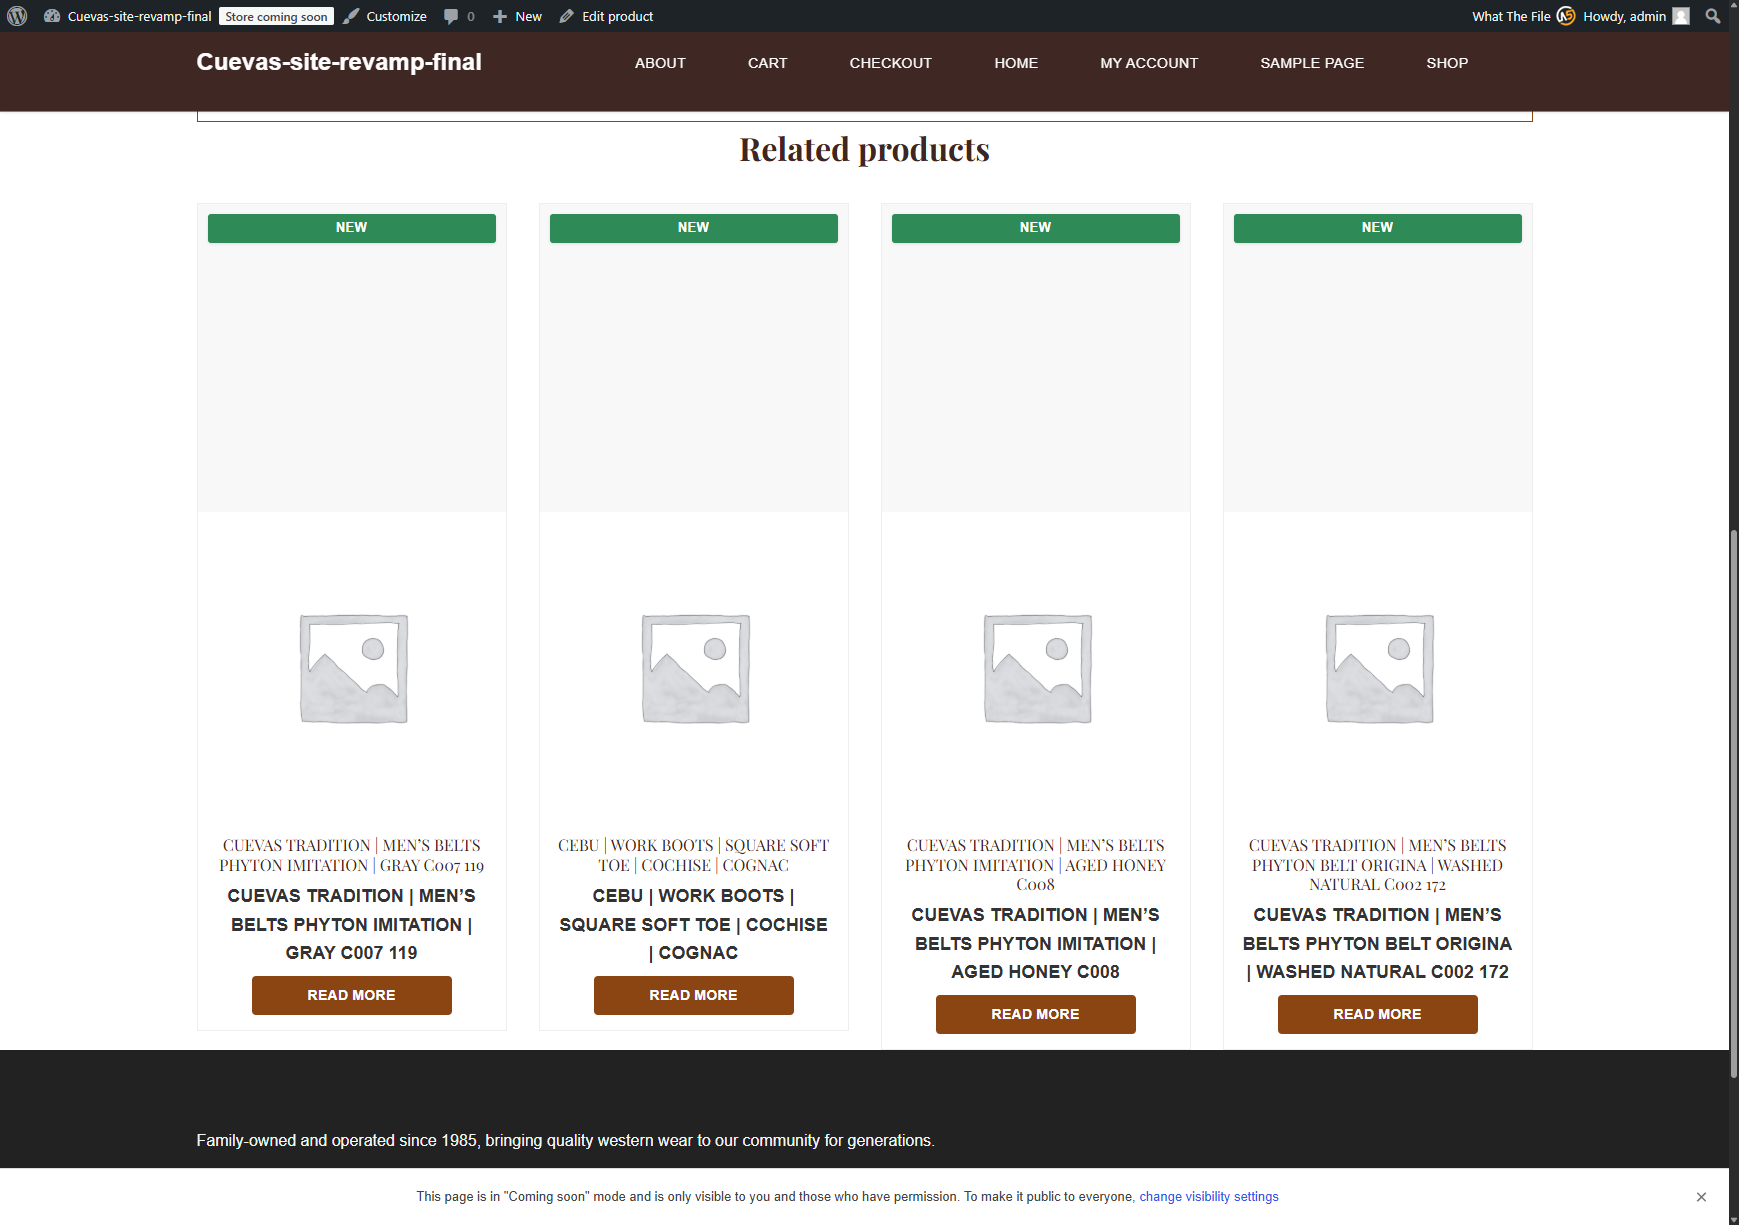 Cuevas-site-revamp-final Store coming soon Customize 0 New Edit product What The File Howdy, admin
Cuevas-site-revamp-final ABOUT CART CHECKOUT HOME MY ACCOUNT SAMPLE PAGE SHOP
Related products
NEW
CUEVAS TRADITION | MEN’S BELTS
PHYTON IMITATION | GRAY C007 119
CUEVAS TRADITION | MEN’S
BELTS PHYTON IMITATION |
GRAY C007 119
READ MORE
NEW
CEBU | WORK BOOTS | SQUARE SOFT
TOE | COCHISE | COGNAC
CEBU | WORK BOOTS |
SQUARE SOFT TOE | COCHISE
| COGNAC
READ MORE
NEW
CUEVAS TRADITION | MEN’S BELTS
PHYTON IMITATION | AGED HONEY
C008
CUEVAS TRADITION | MEN’S
BELTS PHYTON IMITATION |
AGED HONEY C008
READ MORE
NEW
CUEVAS TRADITION | MEN’S BELTS
PHYTON BELT ORIGINA | WASHED
NATURAL C002 172
CUEVAS TRADITION | MEN’S
BELTS PHYTON BELT ORIGINA
| WASHED NATURAL C002 172
READ MORE
Family-owned and operated since 1985, bringing quality western wear to our community for generations.
This page is in "Coming soon" mode and is only visible to you and those who have permission. To make it public to everyone, change visibility settings